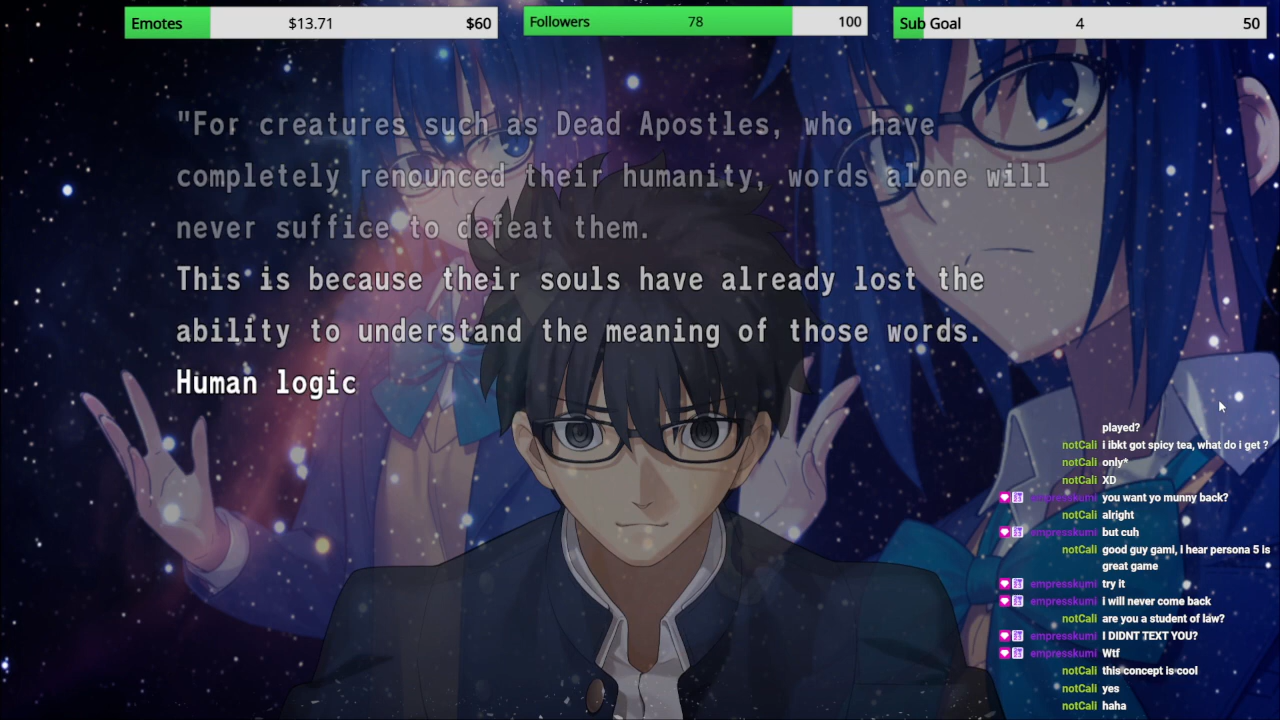 Emotes $13.71 $60
Followers 78 100
Sub Goal 4 50
"For creatures such as Dead Apostles, who have
completely renounced their humanity, words alone will
never suffice to defeat them.
This is because their souls have already lost the
ability to understand the meaning of those words.
Human logic
played?
notCali i ibkt got spicy tea, what do i get ?
notCali only*
notCali XD
empresskumi you want yo munny back?
notCali alright
empresskumi but cuh
notCali good guy gami, I hear persona 5 is
great game
empresskumi try it
empresskumi i will never come back
notCali are you a student of law?
empresskumi I DIDNT TEXT YOU?
empresskumi Wtf
notCali this concept is cool
notCali yes
notCali haha